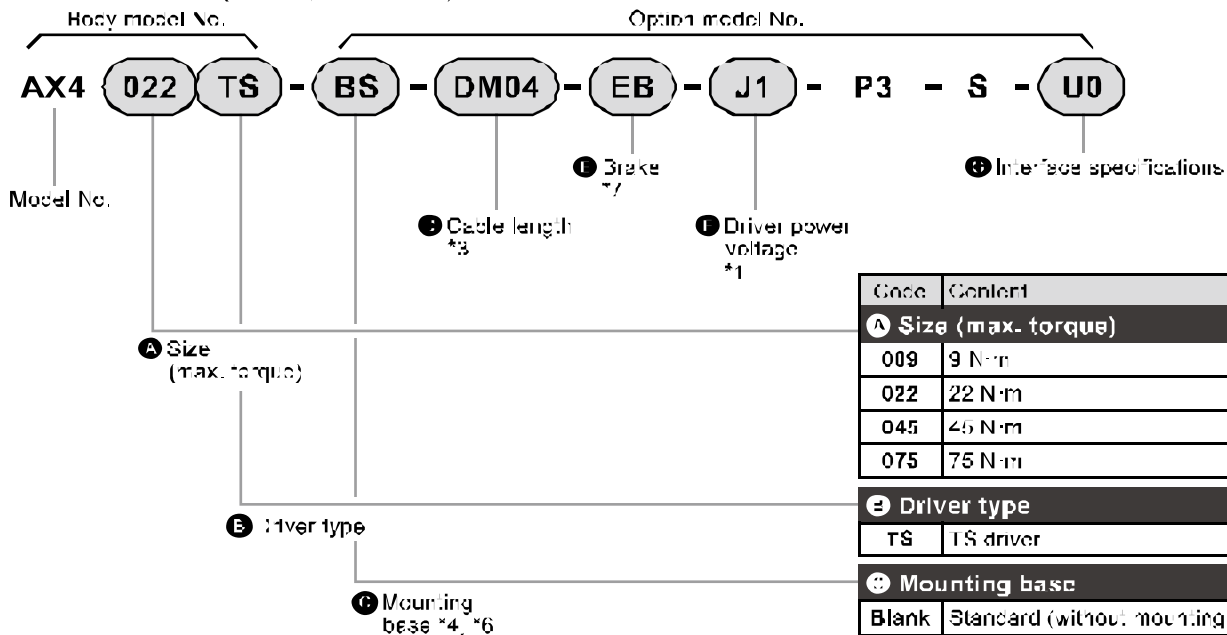 Body model No.
Option model No.
AX4 022 TS - BS - DM04 - EB - J1 - P3 - S - U0
Model No.
A Size
(max. torque)
B Driver type
C Mounting
base *4, *6
D Cable length
*3
E Brake
*7
F Driver power
voltage
*1
G Interface specifications
Code Content
A Size (max. torque)
009 9 N·m
022 22 N·m
045 45 N·m
075 75 N·m
B Driver type
TS TS driver
C Mounting base
Blank Standard (without mounting